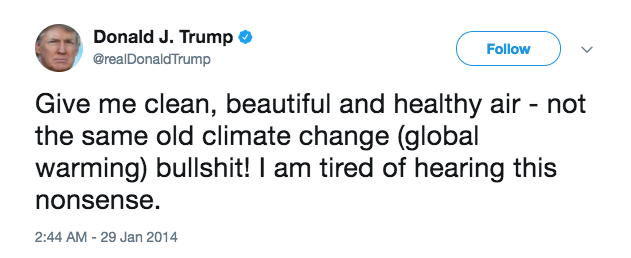 Donald J. Trump
@realDonaldTrump
Follow
Give me clean, beautiful and healthy air - not
the same old climate change (global
warming) bullshit! I am tired of hearing this
nonsense.
2:44 AM - 29 Jan 2014